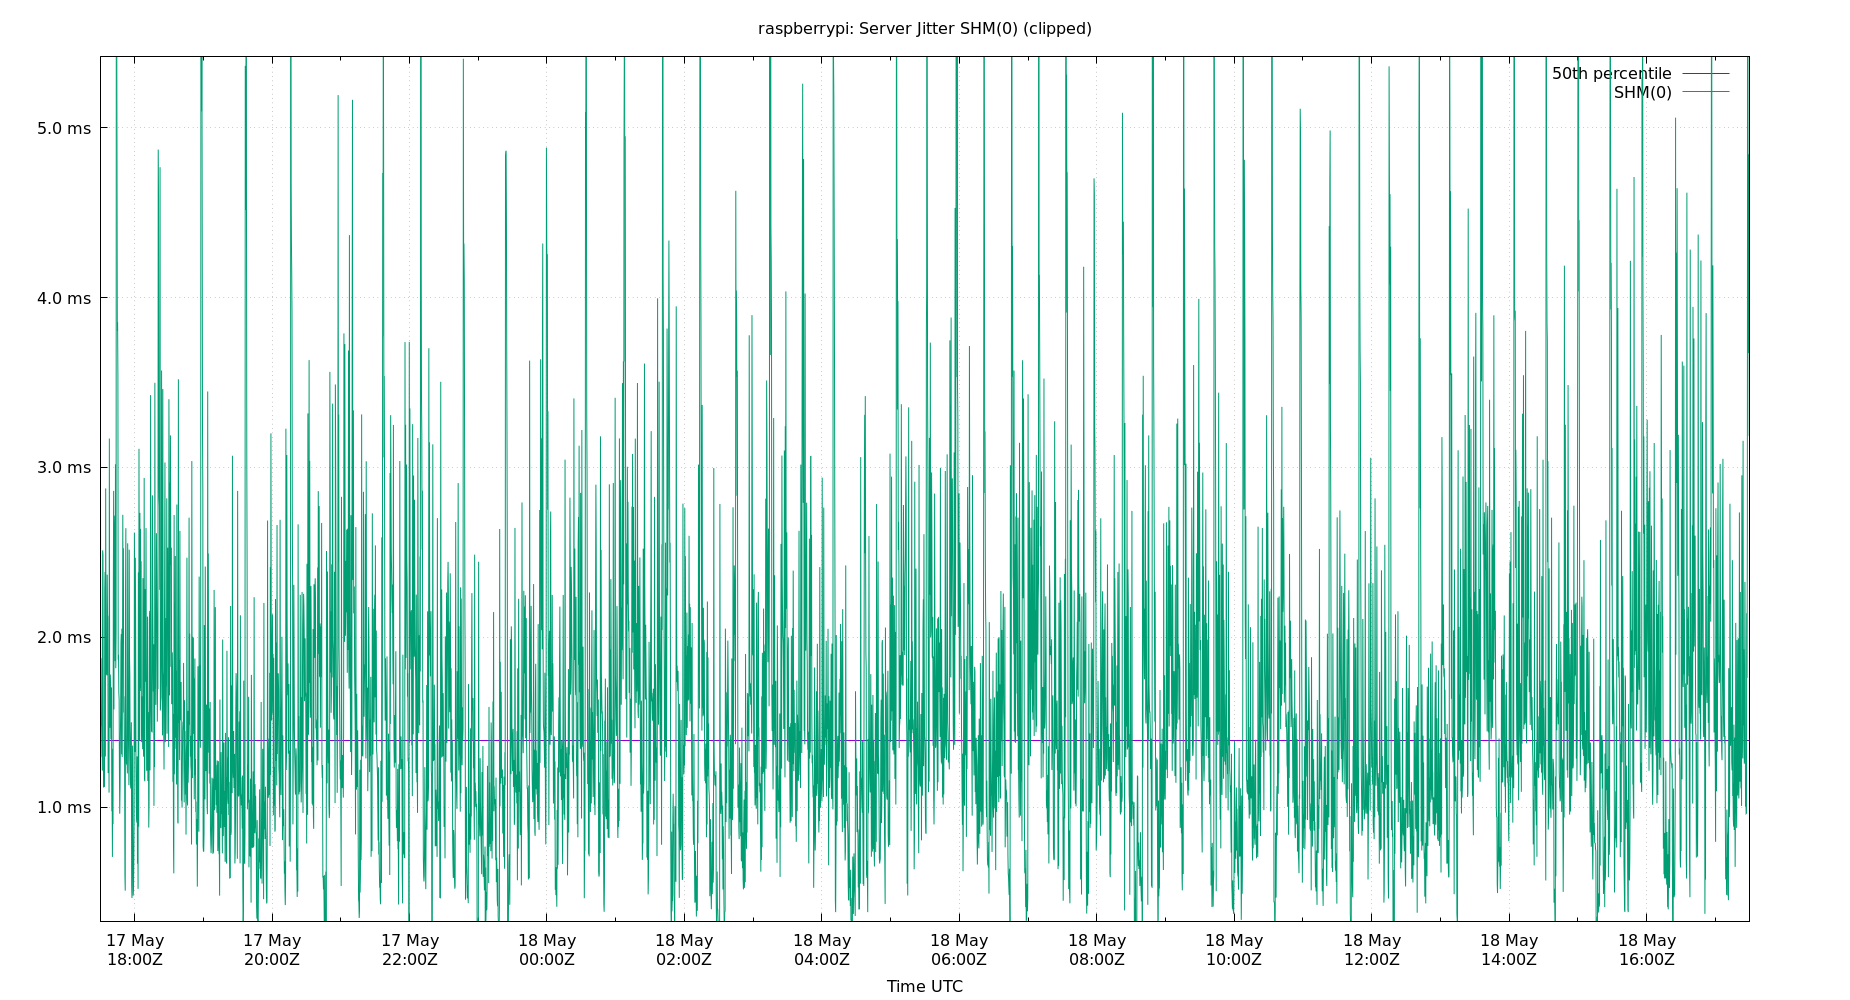 raspberrypi: Server Jitter SHM(0) (clipped)
50th percentile
SHM(0)
5.0 ms
4.0 ms
3.0 ms
2.0 ms
1.0 ms
17 May 17 May 17 May 18 May 18 May 18 May 18 May 18 May 18 May 18 May 18 May 18 May
18:00Z 20:00Z 22:00Z 00:00Z 02:00Z 04:00Z 06:00Z 08:00Z 10:00Z 12:00Z 14:00Z 16:00Z
Time UTC